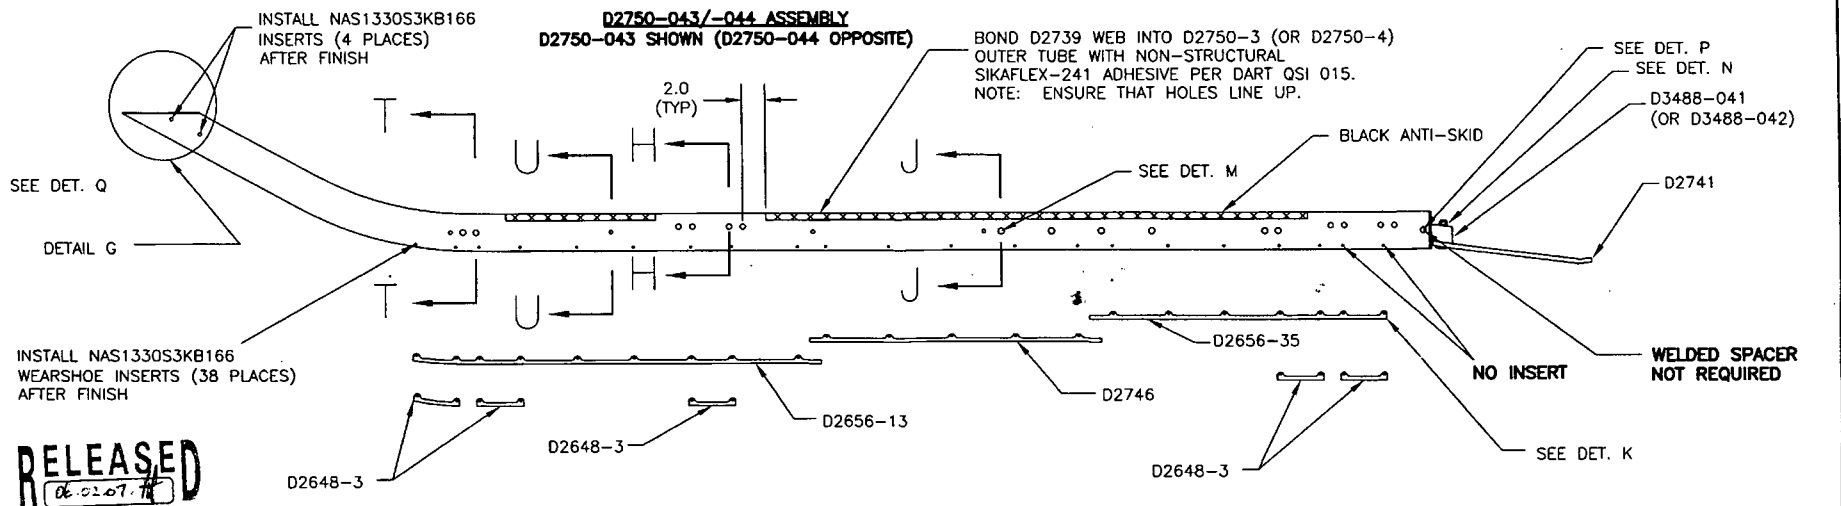 D2750-043/-044 ASSEMBLY
D2750-043 SHOWN (D2750-044 OPPOSITE)
INSTALL NAS1330S3KB166
INSERTS (4 PLACES)
AFTER FINISH
BOND D2739 WEB INTO D2750-3 (OR D2750-4)
OUTER TUBE WITH NON-STRUCTURAL
SIKAFLEX-241 ADHESIVE PER DART QSI 015.
NOTE: ENSURE THAT HOLES LINE UP.
SEE DET. P
SEE DET. N
D3488-041
(OR D3488-042)
2.0
(TYP)
T
U
H
J
BLACK ANTI-SKID
SEE DET. M
D2741
SEE DET. Q
DETAIL G
T
U
H
J
INSTALL NAS1330S3KB166
WEARSHOE INSERTS (38 PLACES)
AFTER FINISH
D2656-35
NO INSERT
WELDED SPACER
NOT REQUIRED
D2746
D2656-13
D2648-3
D2648-3
D2648-3
SEE DET. K
RELEASED
06.02.07